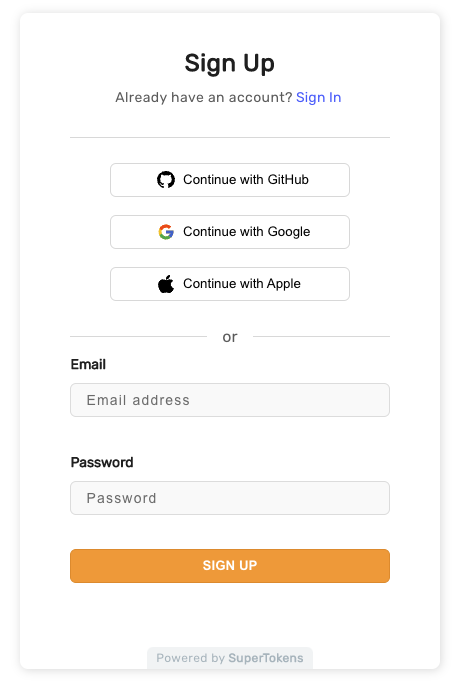 Sign Up
Already have an account? Sign In
Continue with GitHub
Continue with Google
Continue with Apple
or
Email
Email address
Password
Password
SIGN UP
Powered by SuperTokens